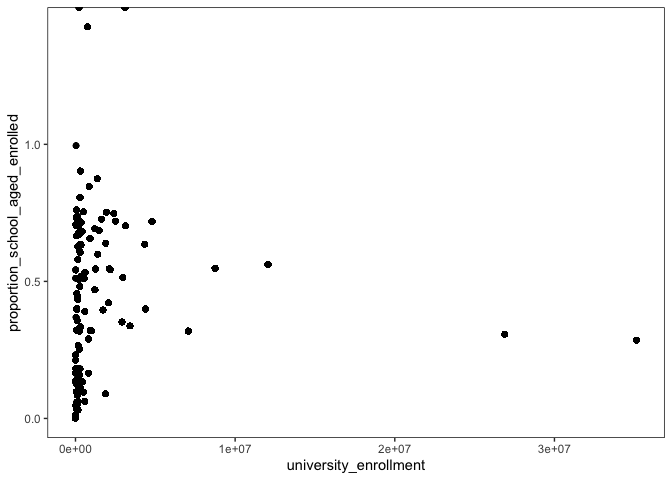 proportion_school_aged_enrolled
1.0
0.5
0.0
0e+00 1e+07 2e+07 3e+07
university_enrollment